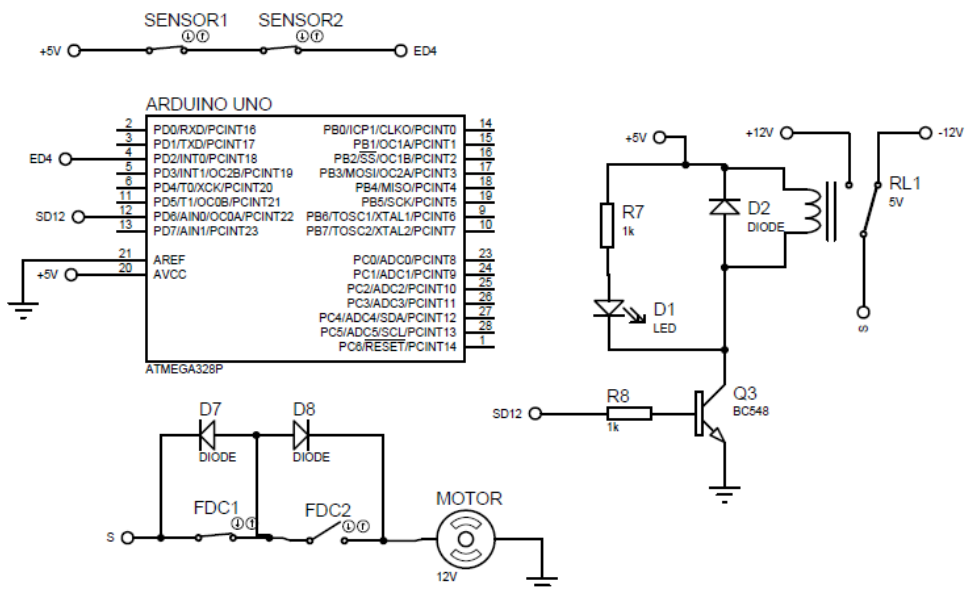 SENSOR1 SENSOR2
+5V ED4
ARDUINO UNO
2 PD0/RXD/PCINT16 PB0/ICP1/CLKO/PCINT0 14
3 PD1/TXD/PCINT17 PB1/OC1A/PCINT1 15
ED4 4 PD2/INT0/PCINT18 PB2/SS/OC1B/PCINT2 16
5 PD3/INT1/OC2B/PCINT19 PB3/MOSI/OC2A/PCINT3 17
6 PD4/T0/XCK/PCINT20 PB4/MISO/PCINT4 18
11 PD5/T1/OC0B/PCINT21 PB5/SCK/PCINT5 19
SD12 12 PD6/AIN0/OC0A/PCINT22 PB6/TOSC1/XTAL1/PCINT6 9
13 PD7/AIN1/PCINT23 PB7/TOSC2/XTAL2/PCINT7 10
21 AREF PC0/ADC0/PCINT8 23
+5V 20 AVCC PC1/ADC1/PCINT9 24
PC2/ADC2/PCINT10 25
PC3/ADC3/PCINT11 26
PC4/ADC4/SDA/PCINT12 27
PC5/ADC5/SCL/PCINT13 28
PC6/RESET/PCINT14 1
ATMEGA328P
+5V +12V -12V
R7
1k
D2
DIODE
RL1
5V
D1
LED
S
SD12 R8
1k
Q3
BC548
D7 D8
DIODE DIODE
S FDC1 FDC2 MOTOR
12V